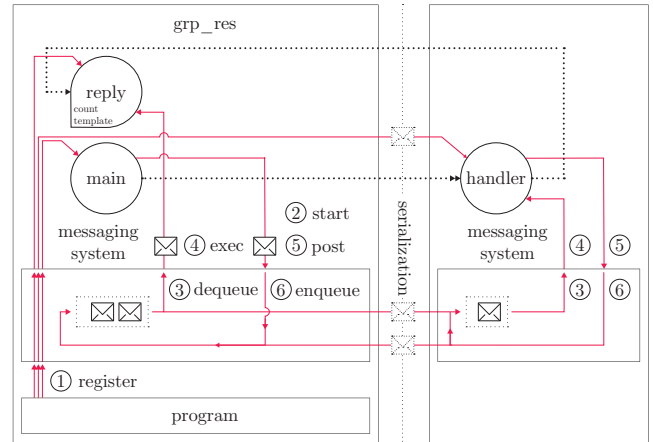 grp_res
reply
count
template
main
handler
② start
messaging
system
④ exec
⑤ post
serialization
messaging
system
④
⑤
③ dequeue
⑥ enqueue
③
⑥
① register
program